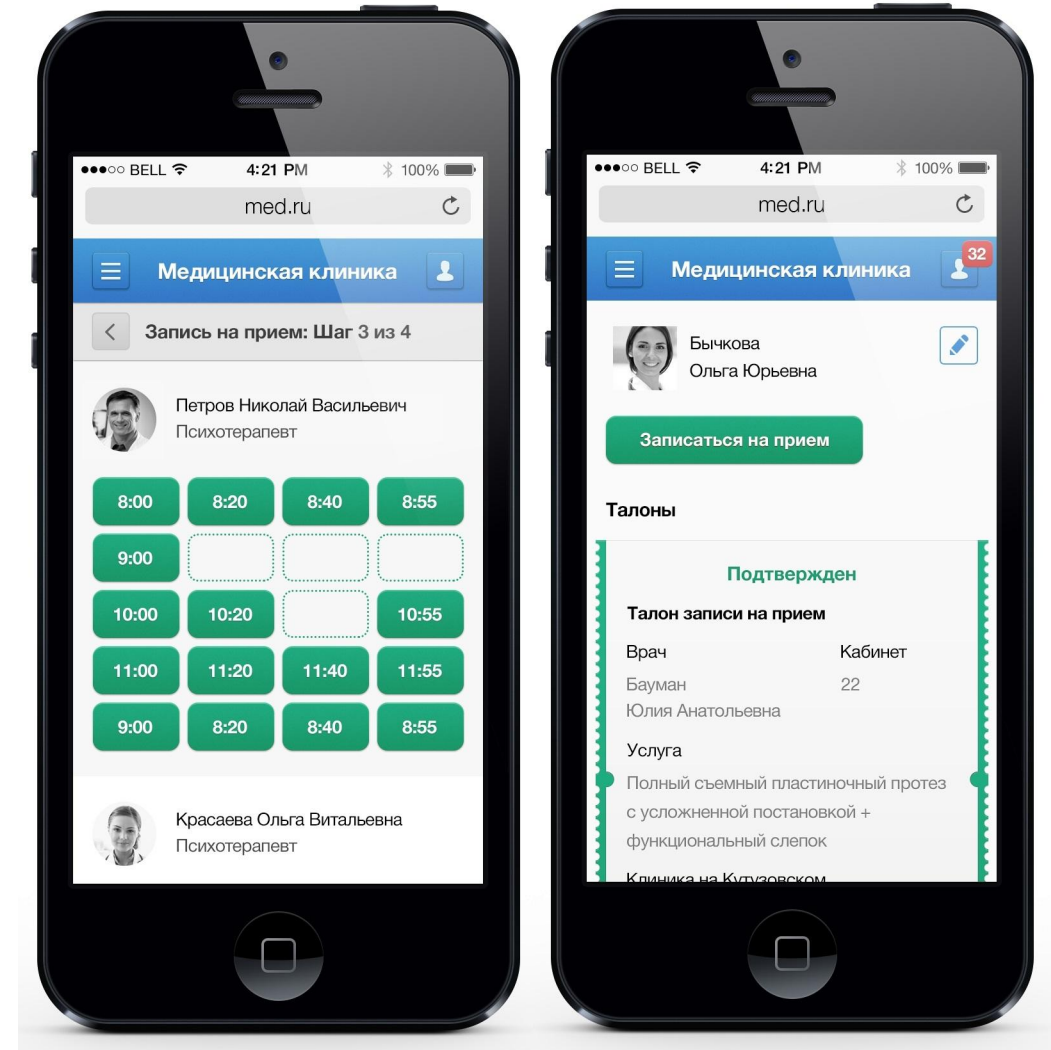 BELL 4:21 PM 100%
med.ru
Медицинская клиника
Запись на прием: Шаг 3 из 4
Петров Николай Васильевич
Психотерапевт
8:00 8:20 8:40 8:55
9:00
10:00 10:20 10:55
11:00 11:20 11:40 11:55
9:00 8:20 8:40 8:55
Красаева Ольга Витальевна
Психотерапевт
BELL 4:21 PM 100%
med.ru
Медицинская клиника 32
Бычкова
Ольга Юрьевна
Записаться на прием
Талоны
Подтвержден
Талон записи на прием
Врач Кабинет
Бауман 22
Юлия Анатольевна
Услуга
Полный съемный пластиночный протез
с усложненной постановкой +
функциональный слепок
Клиника на Кутузовском